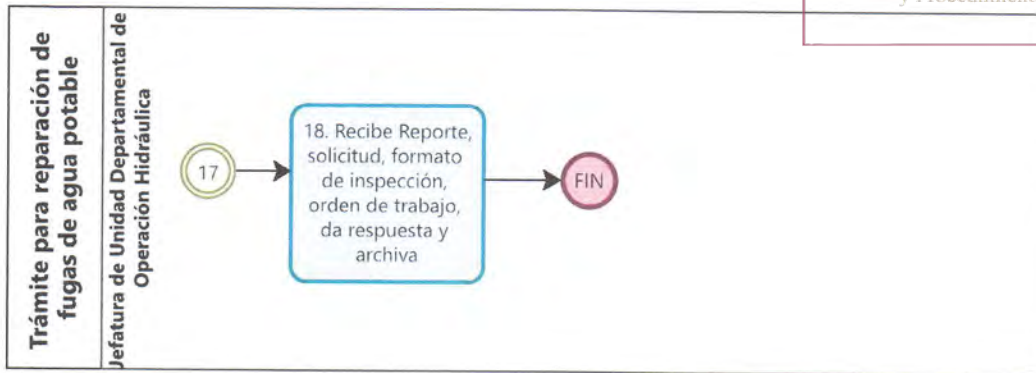 y Procedimiento
Trámite para reparación de
fugas de agua potable
Jefatura de Unidad Departamental de
Operación Hidráulica
17
18. Recibe Reporte,
solicitud, formato
de inspección,
orden de trabajo,
da respuesta y
archiva
FIN